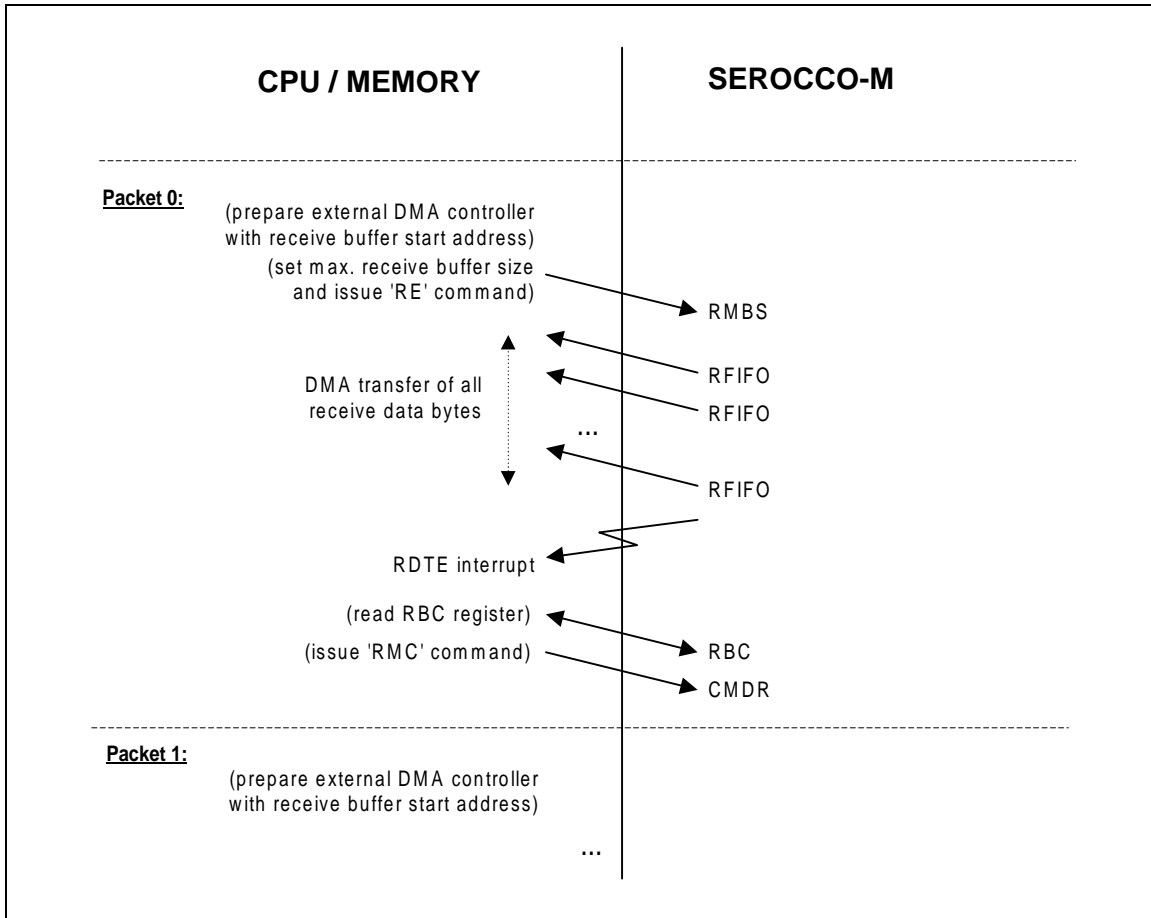 CPU / MEMORY
SEROCCO-M
Packet 0:
(prepare external DMA controller
with receive buffer start address)
(set max. receive buffer size
and issue 'RE' command)
RMBS
RFIFO
DMA transfer of all
receive data bytes
RFIFO
...
RFIFO
RDTE interrupt
(read RBC register)
RBC
(issue 'RMC' command)
CMDR
Packet 1:
(prepare external DMA controller
with receive buffer start address)
...